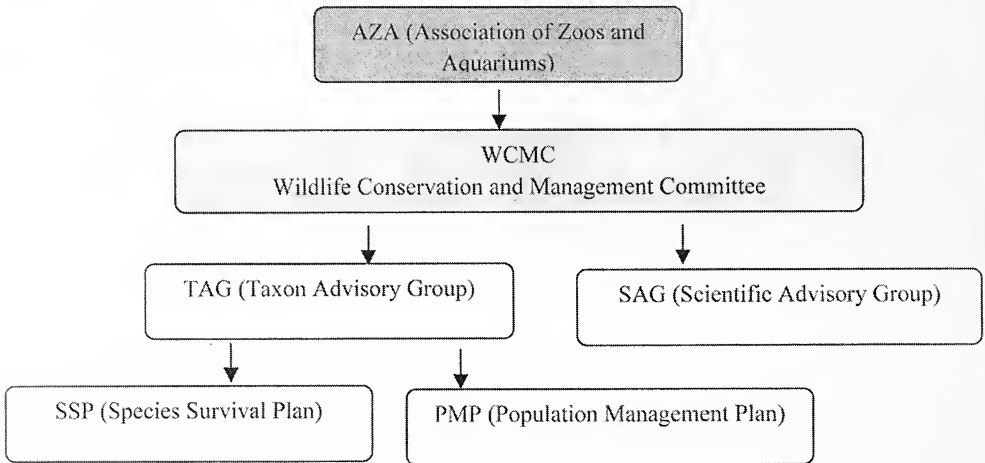 AZA (Association of Zoos and
Aquariums)
WCMC
Wildlife Conservation and Management Committee
TAG (Taxon Advisory Group)
SAG (Scientific Advisory Group)
SSP (Species Survival Plan)
PMP (Population Management Plan)